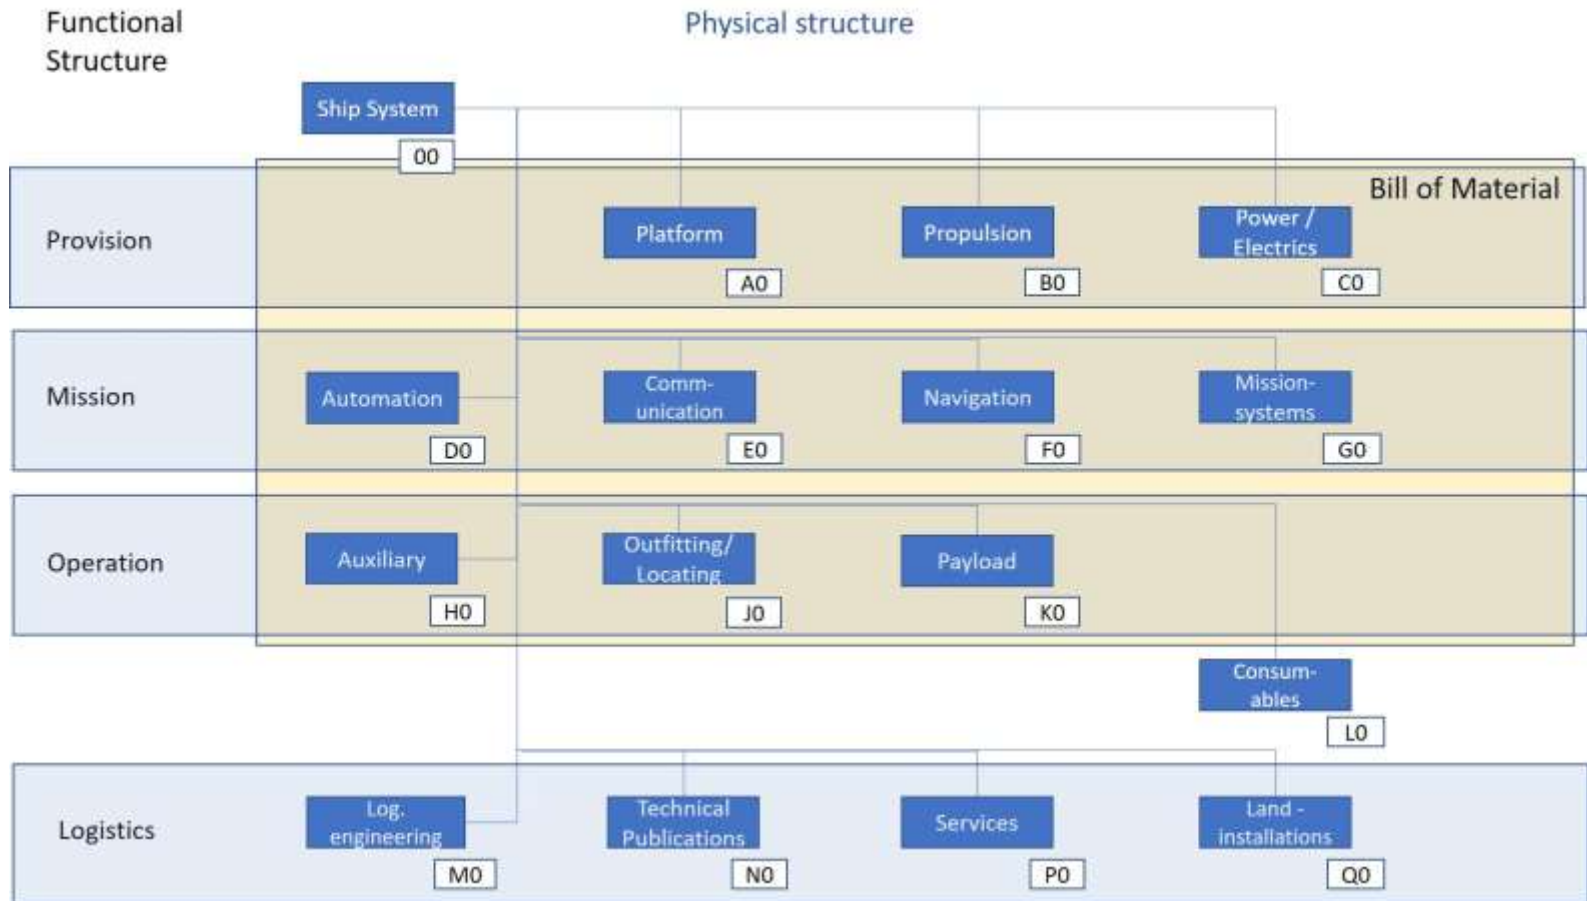 Functional
Structure
Physical structure
Ship System
00
Bill of Material
Provision
Platform
A0
Propulsion
B0
Power /
Electrics
C0
Mission
Automation
D0
Comm-
unication
E0
Navigation
F0
Mission-
systems
G0
Operation
Auxiliary
H0
Outfitting/
Locating
J0
Payload
K0
Consum-
ables
L0
Logistics
Log.
engineering
M0
Technical
Publications
N0
Services
P0
Land -
installations
Q0